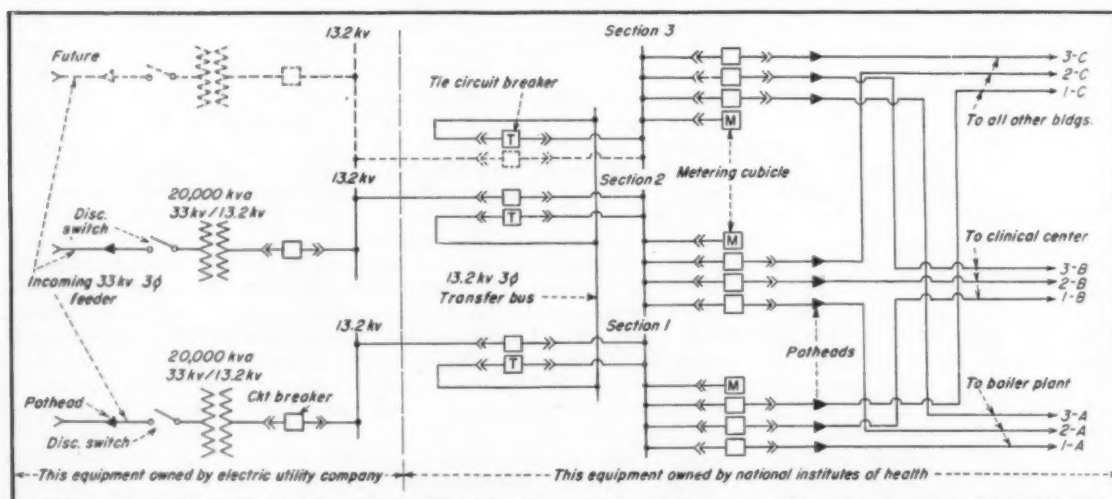 Future
13.2 kv
Section 3
Tie circuit breaker
T
M
Metering cubicle
3-C
2-C
1-C
To all other bldgs.
13.2 kv
Section 2
20,000 kva
33 kv/13.2 kv
Disc.
switch
T
M
Incoming 33 kv 3ϕ
feeder
13.2 kv 3ϕ
Transfer bus
To clinical center
3-B
2-B
1-B
13.2 kv
Section 1
Potheads
20,000 kva
33 kv/13.2 kv
Ckt breaker
Pothead
Disc. switch
T
M
To boiler plant
3-A
2-A
1-A
This equipment owned by electric utility company
This equipment owned by national institutes of health